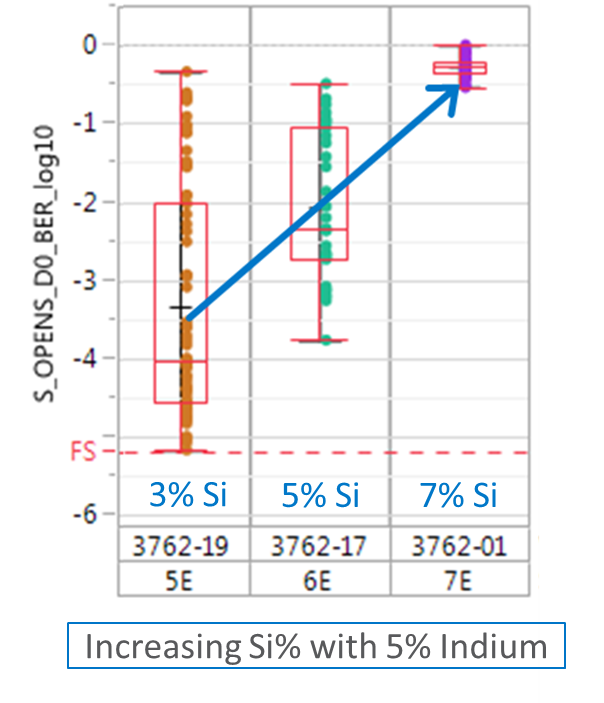 S_OPENS_D0_BER_log10
0
-1
-2
-3
-4
FS
-6
3% Si 5% Si 7% Si
3762-19 3762-17 3762-01
5E 6E 7E
Increasing Si% with 5% Indium